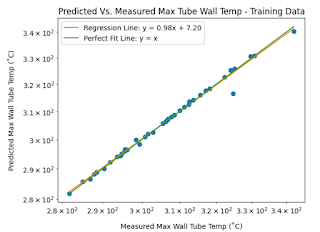 Predicted Vs. Measured Max Tube Wall Temp - Training Data
Regression Line: y = 0.98x + 7.20
Perfect Fit Line: y = x
Predicted Max Wall Tube Temp (˚C)
3.4 × 10²
3.3 × 10²
3.2 × 10²
3.1 × 10²
3 × 10²
2.9 × 10²
2.8 × 10²
2.8 × 10²
2.9 × 10²
3 × 10²
3.1 × 10²
3.2 × 10²
3.3 × 10²
3.4 × 10²
Measured Max Wall Tube Temp (˚C)